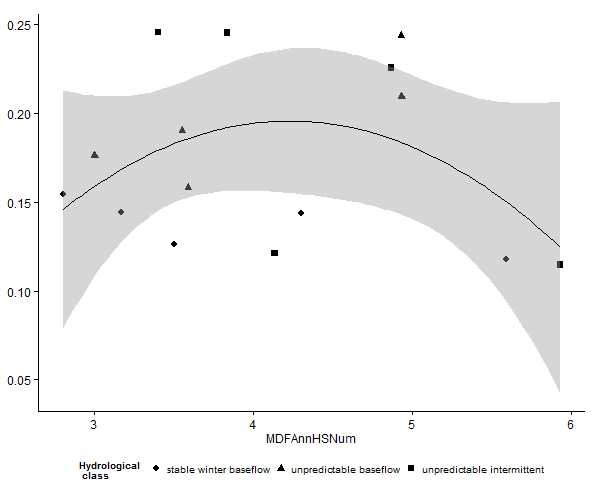 0.25
0.20
0.15
0.10
0.05
3 4 5 6
MDFAnnHSNum
Hydrological
class
stable winter baseflow unpredictable baseflow unpredictable intermittent